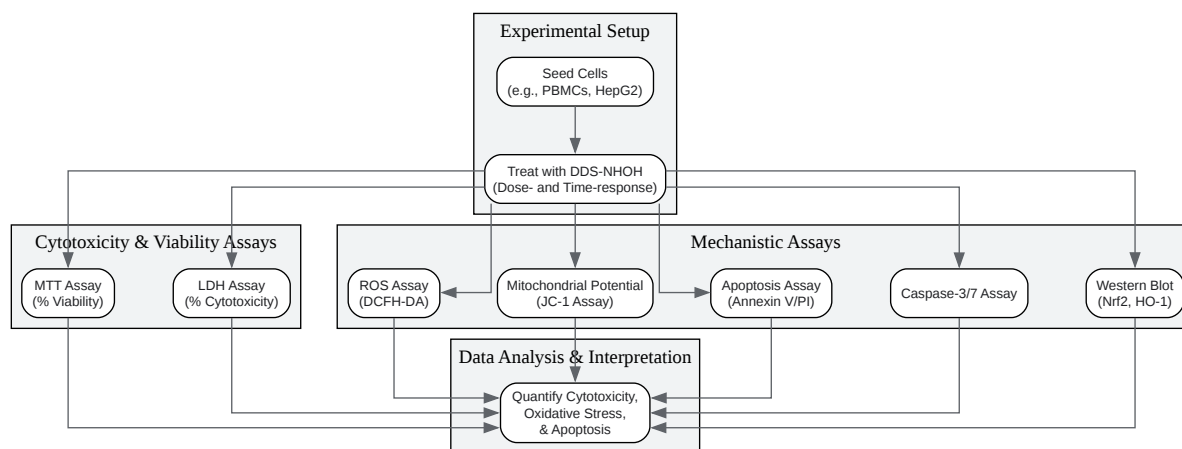 Experimental Setup
Seed Cells
(e.g., PBMCs, HepG2)
Treat with DDS-NHOH
(Dose- and Time-response)
Cytotoxicity & Viability Assays
MTT Assay
(% Viability)
LDH Assay
(% Cytotoxicity)
Mechanistic Assays
ROS Assay
(DCFH-DA)
Mitochondrial Potential
(JC-1 Assay)
Apoptosis Assay
(Annexin V/PI)
Caspase-3/7 Assay
Western Blot
(Nrf2, HO-1)
Data Analysis & Interpretation
Quantify Cytotoxicity,
Oxidative Stress,
& Apoptosis